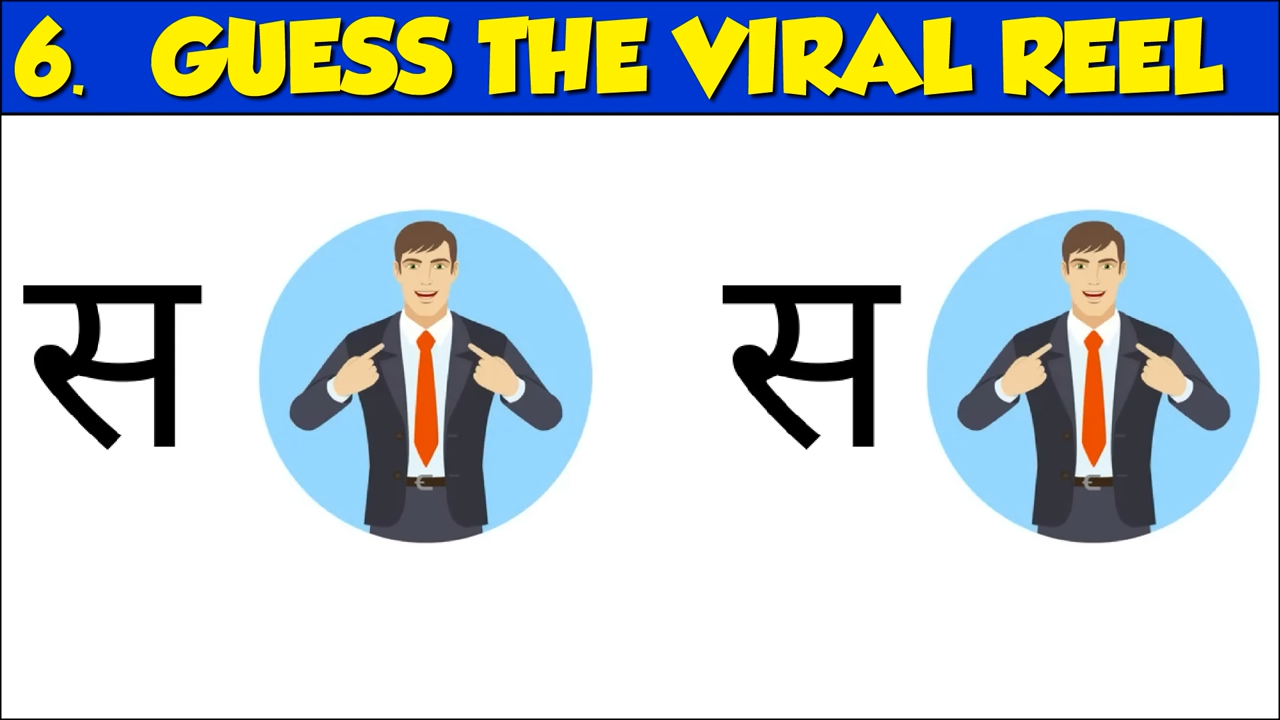 6. GUESS THE VIRAL REEL
स स